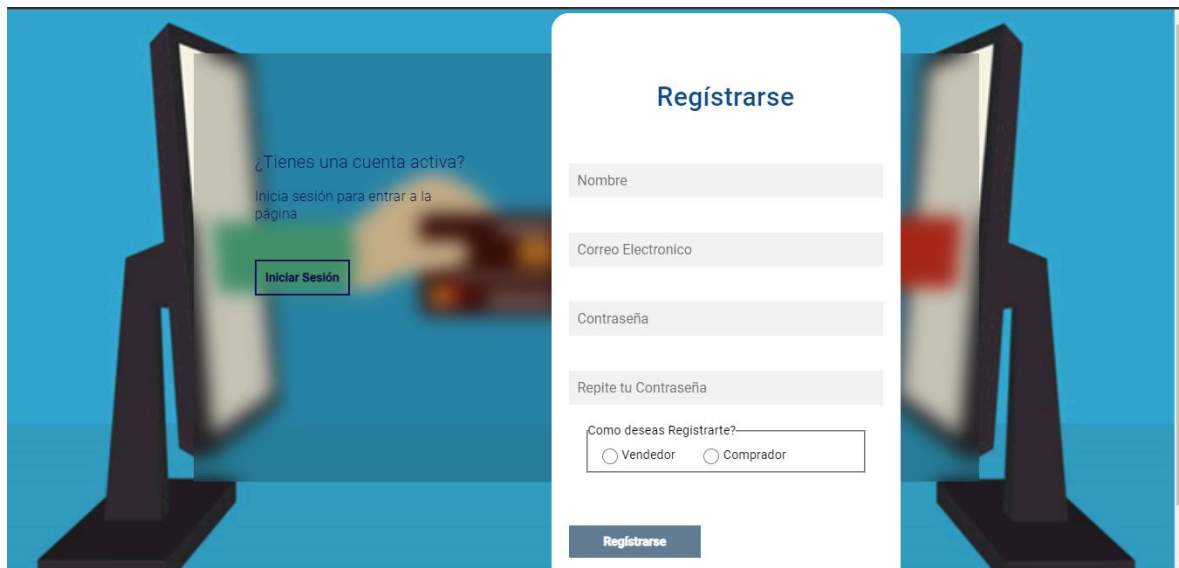 ¿Tienes una cuenta activa?
Inicia sesión para entrar a la
página
Iniciar Sesión
Regístrarse
Nombre
Correo Electronico
Contraseña
Repite tu Contraseña
Como deseas Registrarte?
Vendedor Comprador
Regístrarse